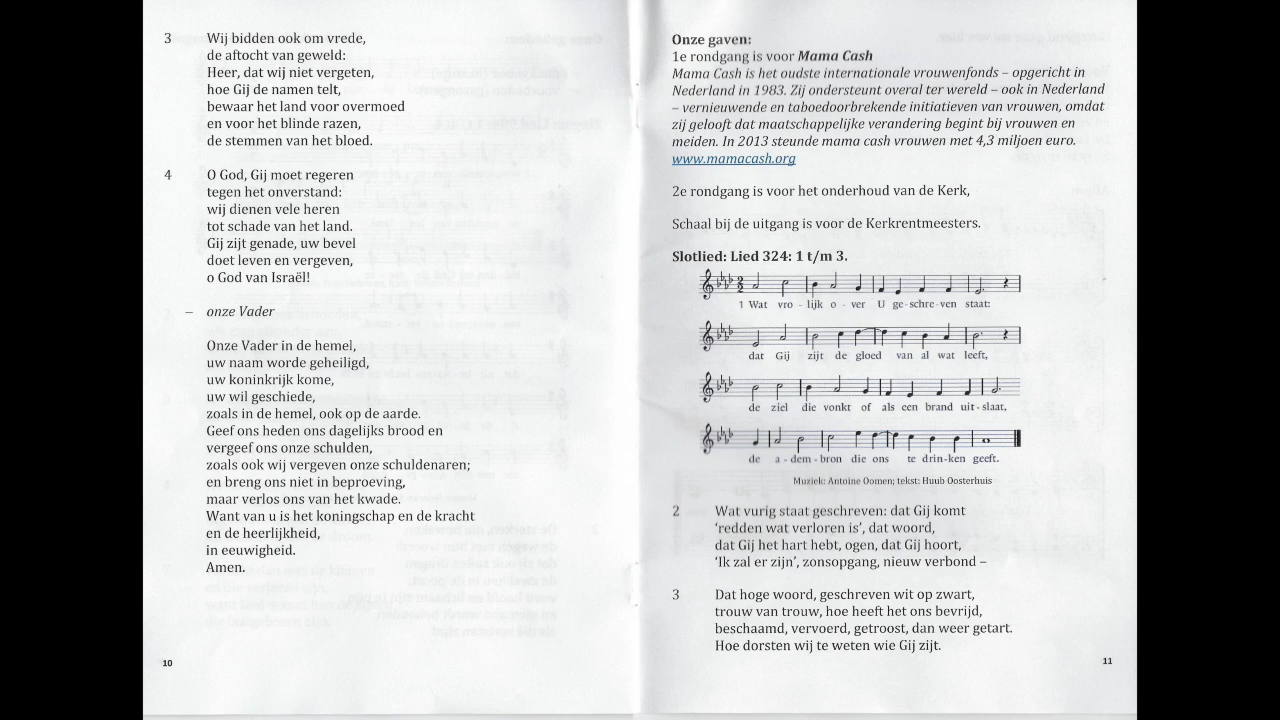 3 Wij bidden ook om vrede,
de aftocht van geweld:
Heer, dat wij niet vergeten,
hoe Gij de namen telt,
bewaar het land voor overmoed
en voor het blinde razen,
de stemmen van het bloed.
4 O God, Gij moet regeren
tegen het onverstand:
wij dienen vele heren
tot schade van het land.
Gij zijt genade, uw bevel
doet leven en vergeven,
o God van Israël!
– onze Vader
Onze Vader in de hemel,
uw naam worde geheiligd,
uw koninkrijk kome,
uw wil geschiede,
zoals in de hemel, ook op de aarde.
Geef ons heden ons dagelijks brood en
vergeef ons onze schulden,
zoals ook wij vergeven onze schuldenaren;
en breng ons niet in beproeving,
maar verlos ons van het kwade.
Want van u is het koningschap en de kracht
en de heerlijkheid,
in eeuwigheid.
Amen.
10
Onze gaven:
1e rondgang is voor Mama Cash
Mama Cash is het oudste internationale vrouwenfonds – opgericht in
Nederland in 1983. Zij ondersteunt overal ter wereld – ook in Nederland
– vernieuwende en taboedoorbrekende initiatieven van vrouwen, omdat
zij gelooft dat maatschappelijke verandering begint bij vrouwen en
meiden. In 2013 steunde mama cash vrouwen met 4,3 miljoen euro.
www.mamacash.org
2e rondgang is voor het onderhoud van de Kerk,
Schaal bij de uitgang is voor de Kerkrentmeesters.
Slotlied: Lied 324: 1 t/m 3.
1 Wat vro - lijk o - ver U ge - schre - ven staat:
dat Gij zijt de gloed van al wat leeft,
de ziel die vonkt of als een brand uit - slaat,
de a - dem - bron die ons te drin - ken geeft.
Muziek: Antoine Oomen; tekst: Huub Oosterhuis
2 Wat vurig staat geschreven: dat Gij komt
‘redden wat verloren is’, dat woord,
dat Gij het hart hebt, ogen, dat Gij hoort,
‘Ik zal er zijn’, zonsopgang, nieuw verbond –
3 Dat hoge woord, geschreven wit op zwart,
trouw van trouw, hoe heeft het ons bevrijd,
beschaamd, vervoerd, getroost, dan weer getart.
Hoe dorsten wij te weten wie Gij zijt.
11